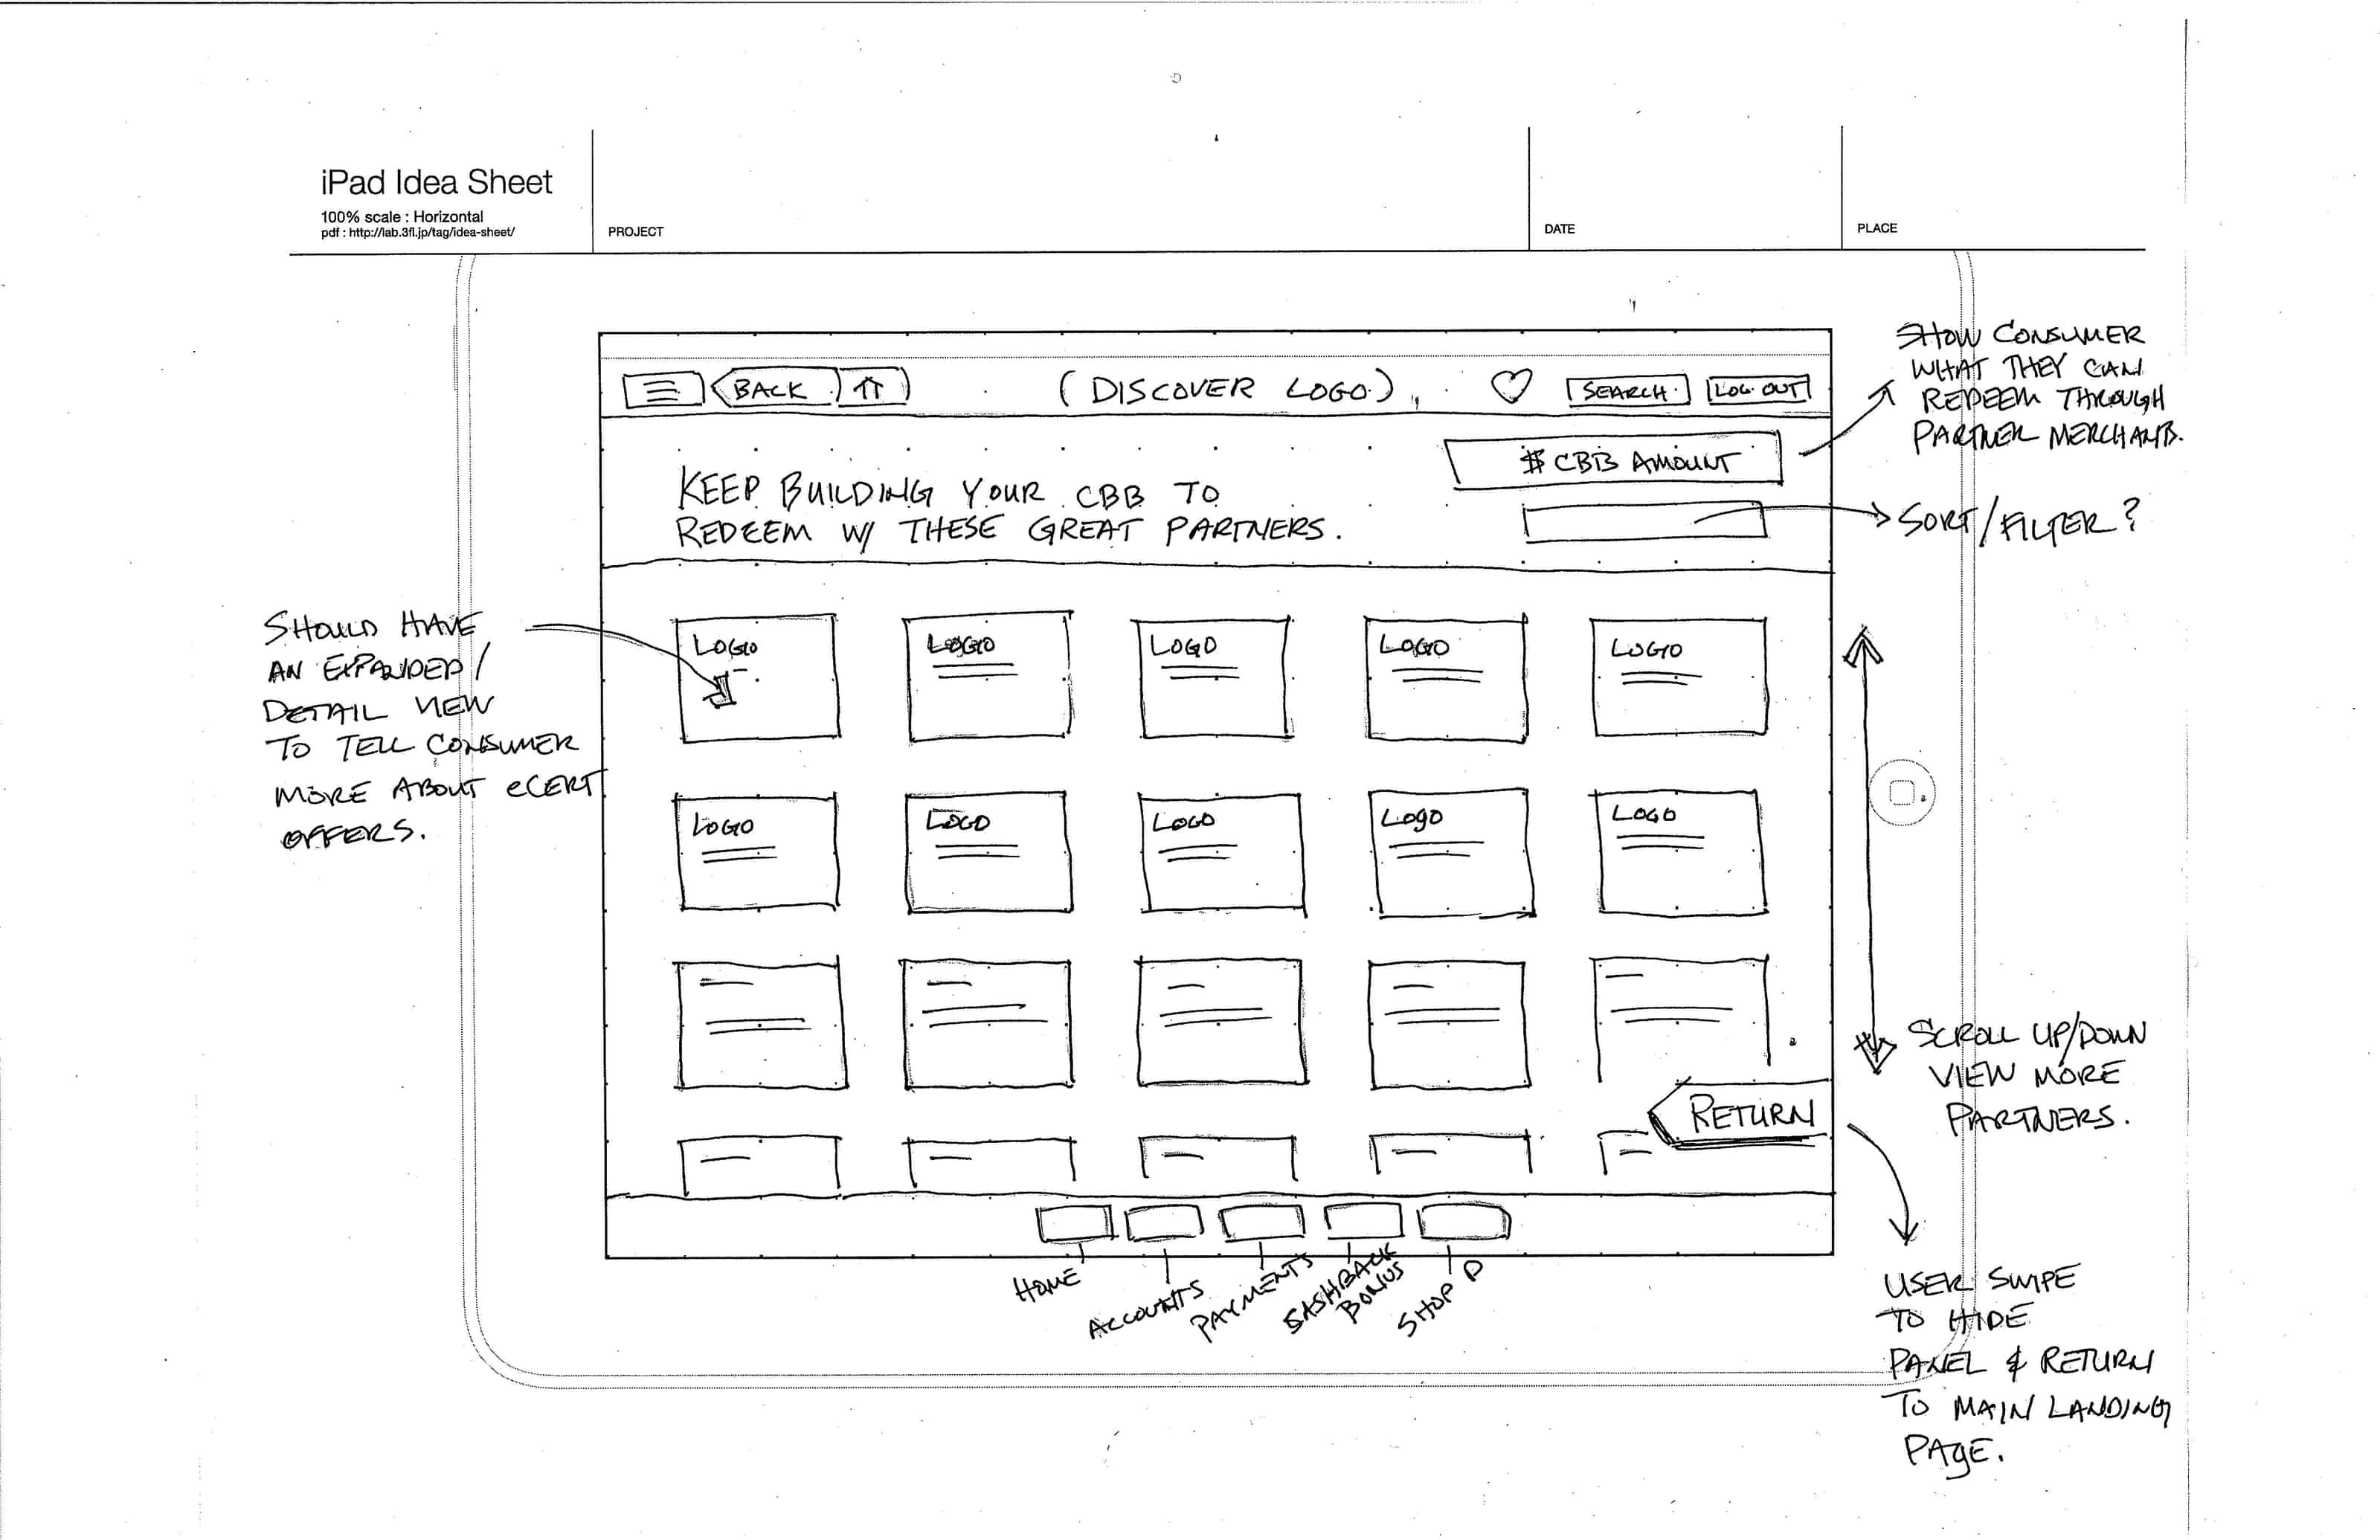 iPad Idea Sheet
100% scale : Horizontal
pdf : http://lab.3fl.jp/tag/idea-sheet/
PROJECT
DATE
PLACE
BACK
(DISCOVER LOGO)
SEARCH
LOG OUT
$ CBB AMOUNT
KEEP BUILDING YOUR CBB TO
REDEEM W/ THESE GREAT PARTNERS.
SHOW CONSUMER
WHAT THEY CAN
REDEEM THROUGH
PARTNER MERCHANTS.
SORT/FILTER?
SHOULD HAVE
AN EXPANDED/
DETAIL VIEW
TO TELL CONSUMER
MORE ABOUT eCERT
OFFERS.
LOGO
LOGO
LOGO
LOGO
LOGO
LOGO
LOGO
LOGO
LOGO
LOGO
SCROLL UP/DOWN
VIEW MORE
PARTNERS.
RETURN
HOME
ACCOUNTS
PAYMENTS
CASHBACK
BONUS
SHOP D
USER SWIPE
TO HIDE
PANEL & RETURN
TO MAIN LANDING
PAGE.